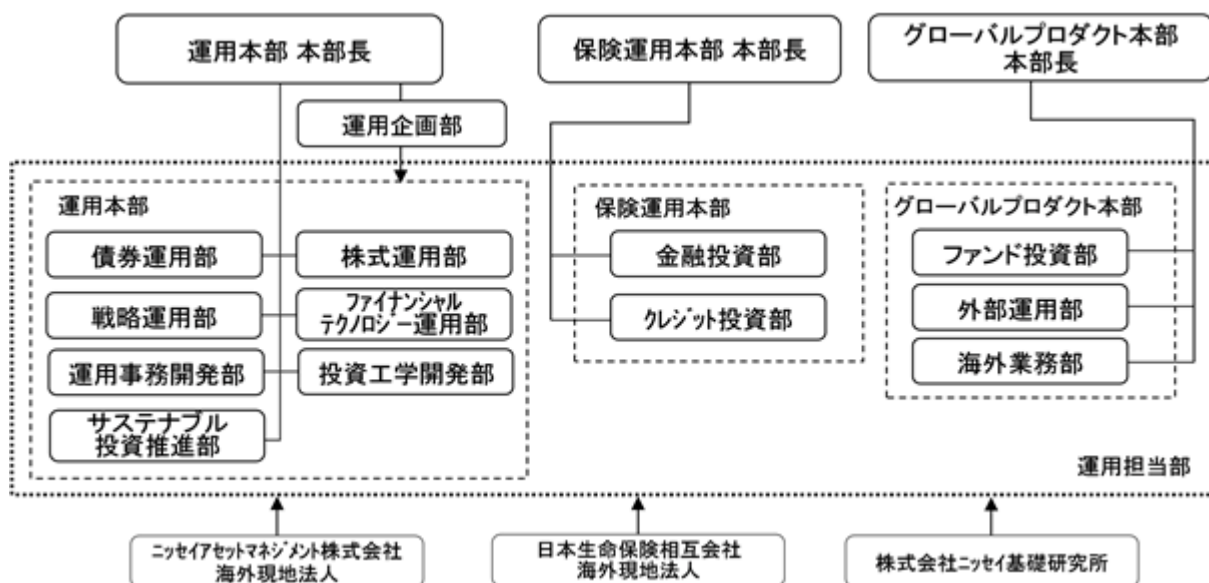 運用本部 本部長
保険運用本部 本部長
グローバルプロダクト本部
本部長
運用企画部
運用本部
債券運用部
株式運用部
戦略運用部
ファイナンシャル
テクノロジー運用部
運用事務開発部
投資工学開発部
サステナブル
投資推進部
保険運用本部
金融投資部
クレジット投資部
グローバルプロダクト本部
ファンド投資部
外部運用部
海外業務部
運用担当部
ニッセイアセットマネジメント株式会社
海外現地法人
日本生命保険相互会社
海外現地法人
株式会社ニッセイ基礎研究所